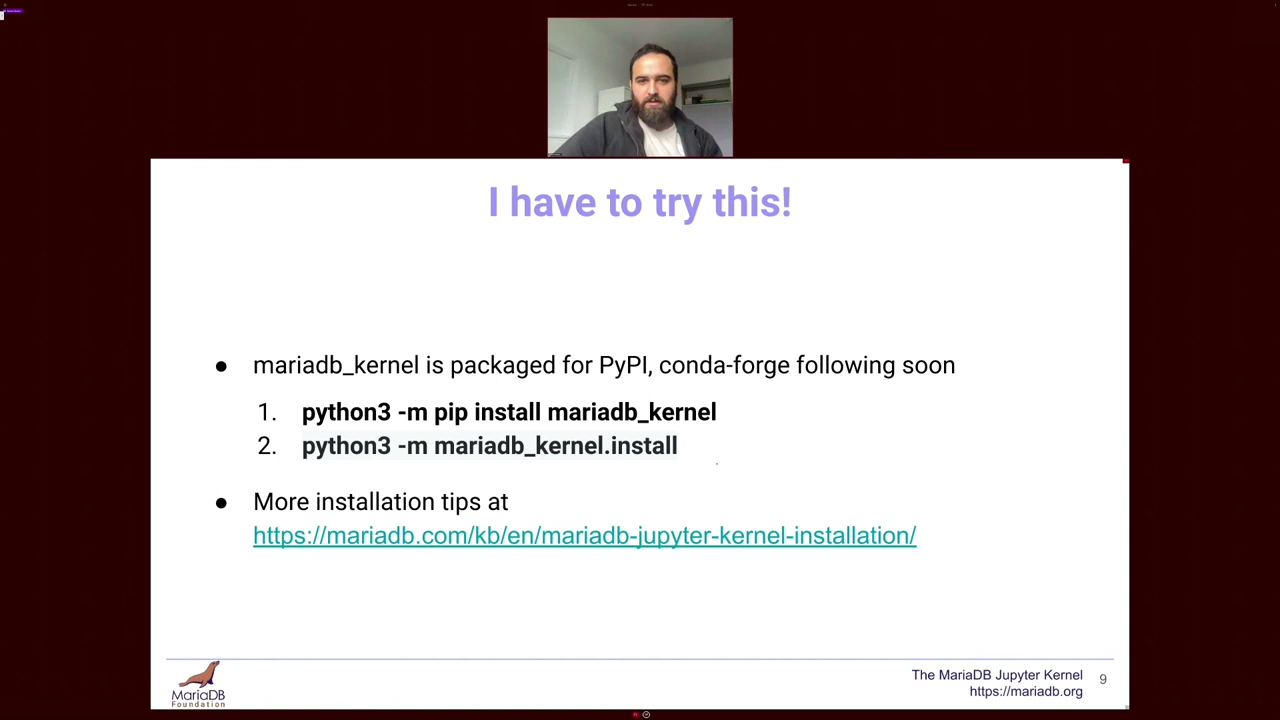 I have to try this!
● mariadb_kernel is packaged for PyPI, conda-forge following soon
1. python3 -m pip install mariadb_kernel
2. python3 -m mariadb_kernel.install
● More installation tips at
https://mariadb.com/kb/en/mariadb-jupyter-kernel-installation/
MariaDB
Foundation
The MariaDB Jupyter Kernel
https://mariadb.org
9